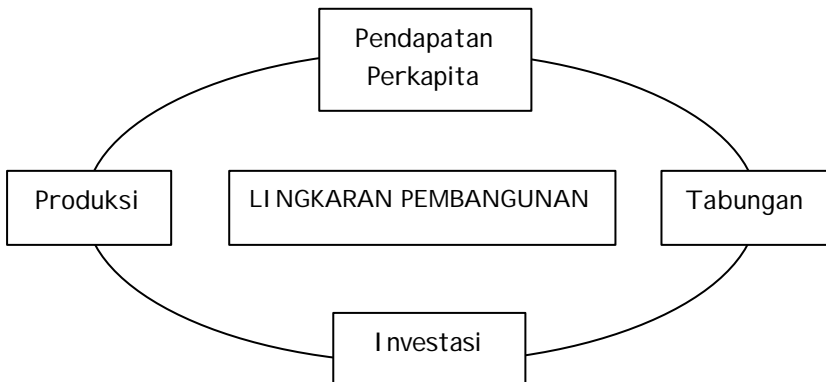 Pendapatan
Perkapita
Produksi
LINGKARAN PEMBANGUNAN
Tabungan
Investasi